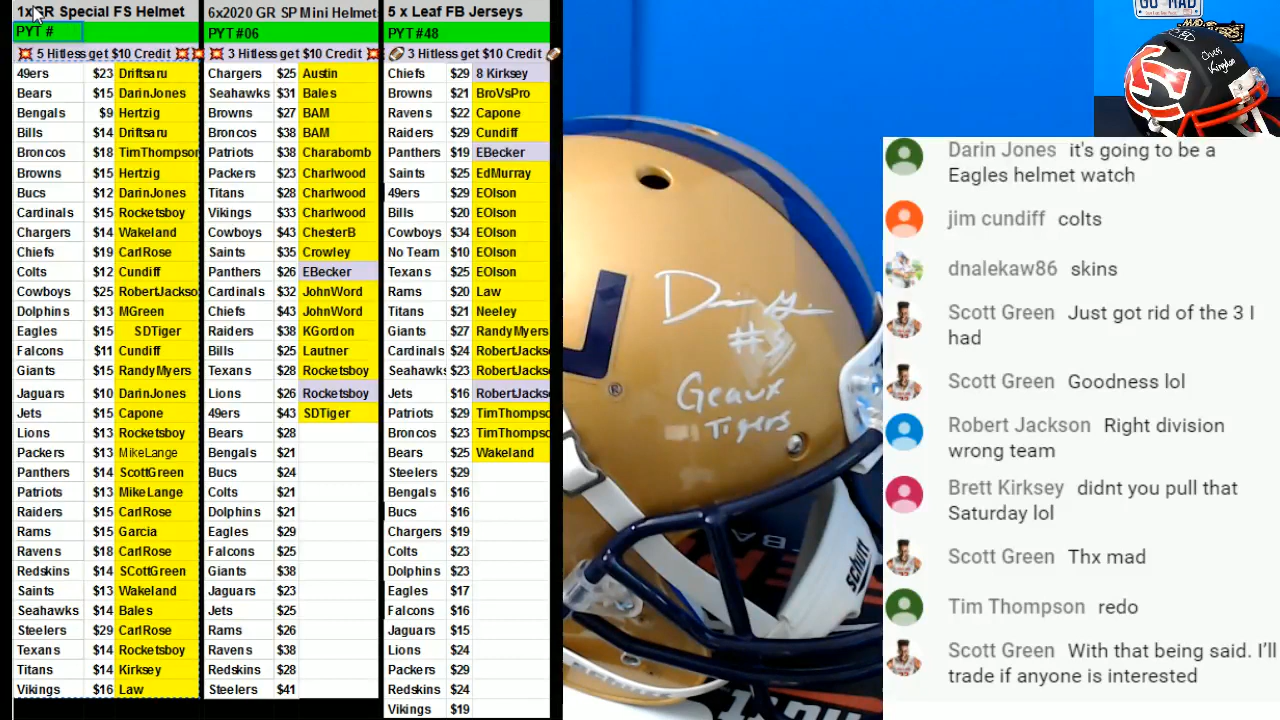 1xGR Special FS Helmet
PYT #
5 Hitless get $10 Credit
49ers $23 Driftsaru
Bears $15 DarinJones
Bengals $9 Hertzig
Bills $14 Driftsaru
Broncos $18 TimThompson
Browns $15 Hertzig
Bucs $12 DarinJones
Cardinals $15 Rocketsboy
Chargers $14 Wakeland
Chiefs $19 CarlRose
Colts $12 Cundiff
Cowboys $25 RobertJackso
Dolphins $13 MGreen
Eagles $15 SDTiger
Falcons $11 Cundiff
Giants $15 RandyMyers
Jaguars $10 DarinJones
Jets $15 Capone
Lions $13 Rocketsboy
Packers $13 MikeLange
Panthers $14 ScottGreen
Patriots $13 MikeLange
Raiders $15 CarlRose
Rams $15 Garcia
Ravens $18 CarlRose
Redskins $14 SCottGreen
Saints $13 Wakeland
Seahawks $14 Bales
Steelers $29 CarlRose
Texans $14 Rocketsboy
Titans $14 Kirksey
Vikings $16 Law
6x2020 GR SP Mini Helmet
PYT #06
3 Hitless get $10 Credit
Chargers $25 Austin
Seahawks $31 Bales
Browns $27 BAM
Broncos $38 BAM
Patriots $38 Charabomb
Packers $23 Charlwood
Titans $28 Charlwood
Vikings $33 Charlwood
Cowboys $43 ChesterB
Saints $35 Crowley
Panthers $26 EBecker
Cardinals $32 JohnWord
Chiefs $43 JohnWord
Raiders $38 KGordon
Bills $25 Lautner
Texans $28 Rocketsboy
Lions $26 Rocketsboy
49ers $43 SDTiger
Bears $28
Bengals $21
Bucs $24
Colts $21
Dolphins $21
Eagles $29
Falcons $25
Giants $38
Jaguars $23
Jets $25
Rams $26
Ravens $38
Redskins $28
Steelers $41
5 x Leaf FB Jerseys
PYT #48
3 Hitless get $10 Credit
Chiefs $29 8 Kirksey
Browns $21 BroVsPro
Ravens $22 Capone
Raiders $29 Cundiff
Panthers $19 EBecker
Saints $25 EdMurray
49ers $29 EOlson
Bills $20 EOlson
Cowboys $34 EOlson
No Team $10 EOlson
Texans $25 EOlson
Rams $20 Law
Titans $21 Neeley
Giants $27 RandyMyers
Cardinals $24 RobertJackso
Seahawks $23 RobertJackso
Jets $16 RobertJackso
Patriots $29 TimThompso
Broncos $23 TimThompso
Bears $25 Wakeland
Steelers $29
Bengals $16
Bucs $16
Chargers $19
Colts $23
Dolphins $23
Eagles $17
Falcons $16
Jaguars $15
Lions $24
Packers $29
Redskins $24
Vikings $19
#3
Geaux
Tigers
®
schutt
GO MAD
Chiefs
Kingdom
Darin Jones it's going to be a
Eagles helmet watch
jim cundiff colts
dnalekaw86 skins
Scott Green Just got rid of the 3 I
had
Scott Green Goodness lol
Robert Jackson Right division
wrong team
Brett Kirksey didnt you pull that
Saturday lol
Scott Green Thx mad
Tim Thompson redo
Scott Green With that being said. I'll
trade if anyone is interested